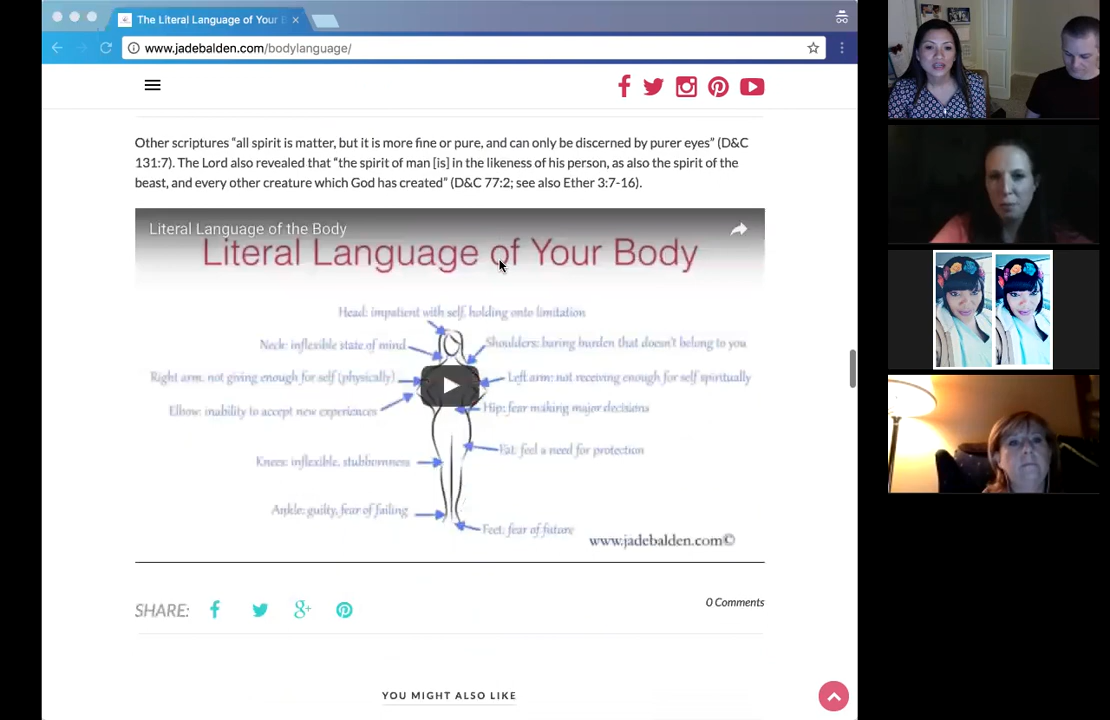 The Literal Language of Your
www.jadebalden.com/bodylanguage/
Other scriptures “all spirit is matter, but it is more fine or pure, and can only be discerned by purer eyes” (D&C
131:7). The Lord also revealed that “the spirit of man [is] in the likeness of his person, as also the spirit of the
beast, and every other creature which God has created” (D&C 77:2; see also Ether 3:7-16).
Literal Language of the Body
Literal Language of Your Body
Head: impatient with self, holding onto limitation
Neck: inflexible state of mind
Shoulders: baring burden that doesn't belong to you
Right arm: not giving enough for self (physically)
Left arm: not receiving enough for self spiritually
Elbow: inability to accept new experiences
Hip: fear making major decisions
Fat: feel a need for protection
Knees: inflexible, stubbornness
Ankle: guilty, fear of failing
Feet: fear of future
www.jadebalden.com©
SHARE:
0 Comments
YOU MIGHT ALSO LIKE